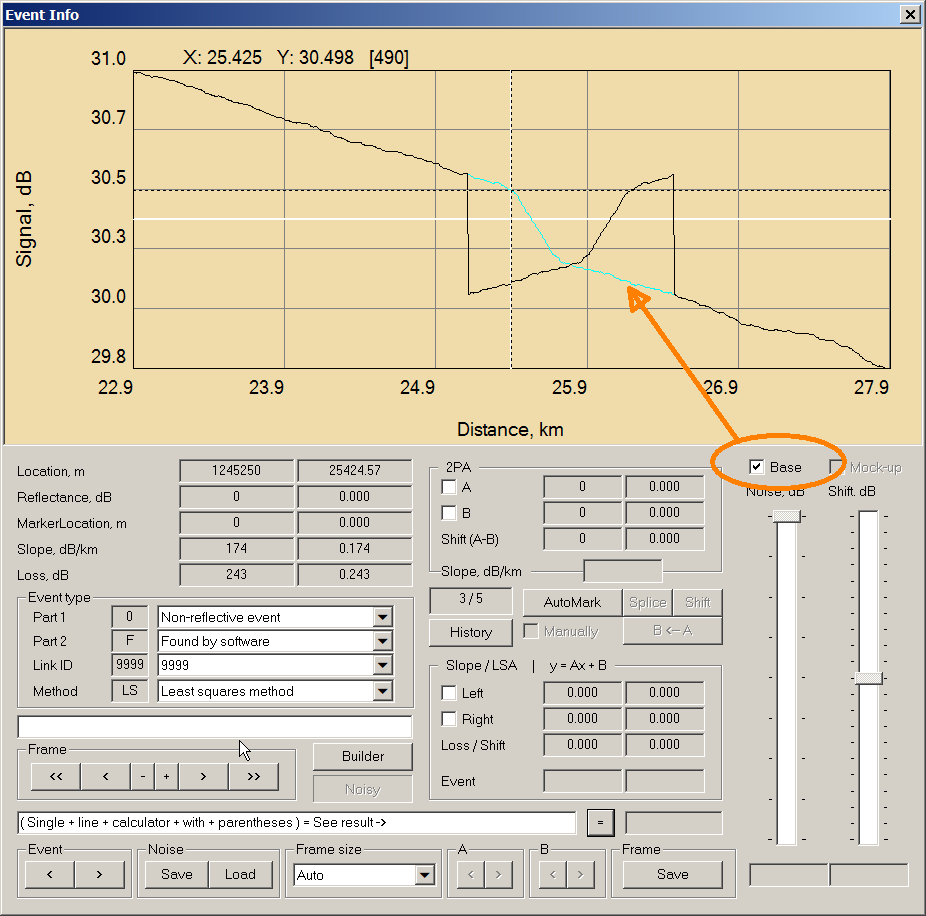 Event Info
X: 25.425 Y: 30.498 [490]
31.0
30.7
30.5
30.3
30.0
29.8
Signal, dB
22.9 23.9 24.9 25.9 26.9 27.9
Distance, km
Location, m 1245250 25424.57
Reflectance, dB 0 0.000
MarkerLocation, m 0 0.000
Slope, dB/km 174 0.174
Loss, dB 243 0.243
Event type
Part 1 0 Non-reflective event
Part 2 F Found by software
Link ID 9999 9999
Method LS Least squares method
Frame
<< < - + > >>
Builder
Noisy
2PA
A 0 0.000
B 0 0.000
Shift (A-B) 0 0.000
Slope, dB/km
3 / 5 AutoMark Splice Shift
History Manually B <-- A
Slope / LSA | y = Ax + B
Left 0.000 0.000
Right 0.000 0.000
Loss / Shift 0.000 0.000
Event
Base Mock-up
Noise, dB Shift. dB
( Single + line + calculator + with + parentheses ) = See result ->
=
Event
< >
Noise
Save Load
Frame size
Auto
A
< >
B
< >
Frame
Save